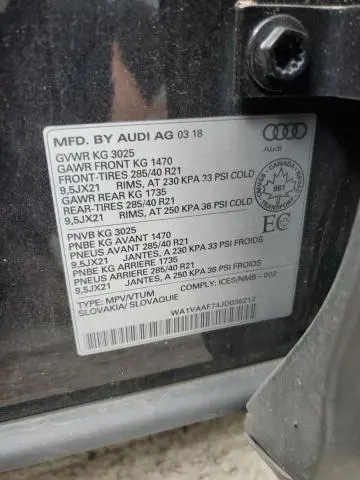 MFD. BY AUDI AG 03 18
GVWR KG 3025
GAWR FRONT KG 1470
FRONT-TIRES 285/40 R21
9,5JX21 RIMS, AT 230 KPA 33 PSI COLD
GAWR REAR KG 1735
REAR-TIRES 285/40 R21
9,5JX21 RIMS, AT 250 KPA 36 PSI COLD
Audi
CANADA
981
PNVB KG 3025
PNBE KG AVANT 1470
PNEUS AVANT 285/40 R21
9,5JX21 JANTES, A 230 KPA 33 PSI FROIDS
PNBE KG ARRIERE 1735
PNEUS ARRIERE 285/40 R21
9,5JX21 JANTES, A 250 KPA 36 PSI FROIDS
EC
TYPE: MPV/VTUM COMPLY: ICES/NMB-002
SLOVAKIA/ SLOVAQUIE
WA1VAAF74JD036212